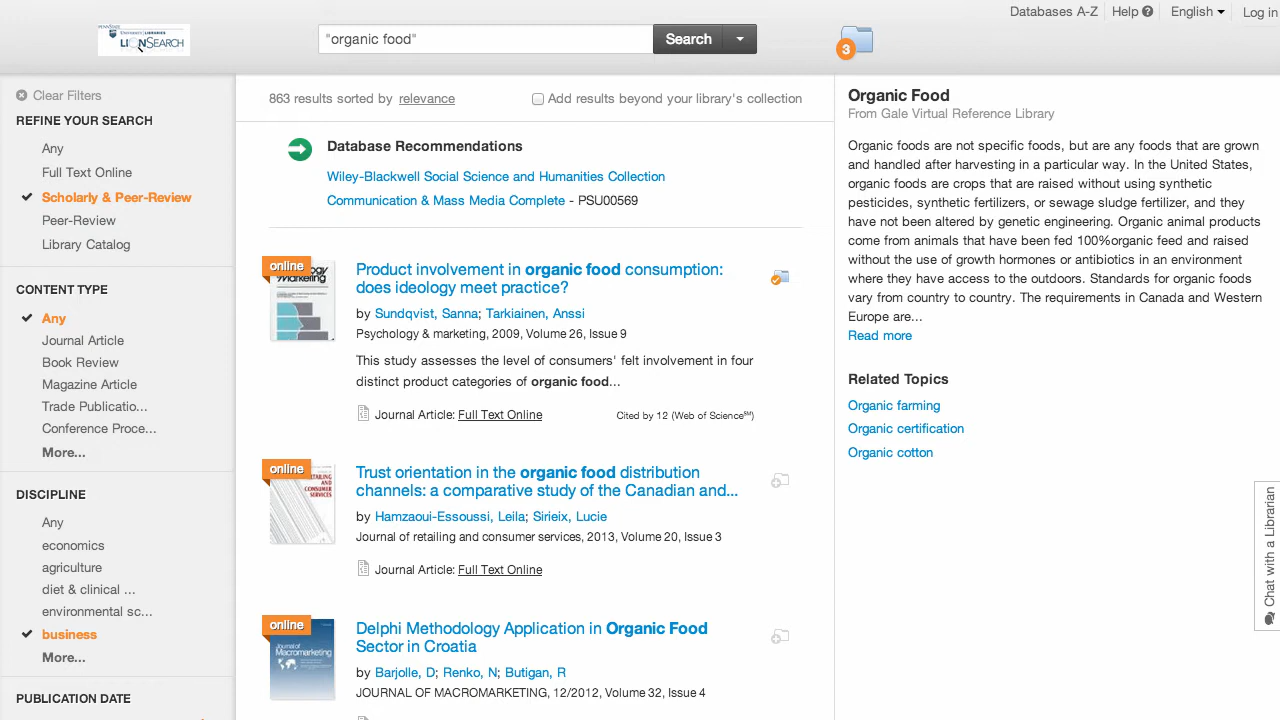 Databases A-Z
Help
English
Log in
PENNSTATE
UNIVERSITY LIBRARIES
LIONSEARCH
"organic food"
Search
3
Clear Filters
REFINE YOUR SEARCH
Any
Full Text Online
Scholarly & Peer-Review
Peer-Review
Library Catalog
CONTENT TYPE
Any
Journal Article
Book Review
Magazine Article
Trade Publicatio...
Conference Proce...
More...
DISCIPLINE
Any
economics
agriculture
diet & clinical ...
environmental sc...
business
More...
PUBLICATION DATE
863 results sorted by relevance
Add results beyond your library's collection
Database Recommendations
Wiley-Blackwell Social Science and Humanities Collection
Communication & Mass Media Complete - PSU00569
online
Marketing
Product involvement in organic food consumption:
does ideology meet practice?
by Sundqvist, Sanna; Tarkiainen, Anssi
Psychology & marketing, 2009, Volume 26, Issue 9
This study assesses the level of consumers' felt involvement in four
distinct product categories of organic food...
Journal Article: Full Text Online
Cited by 12 (Web of Science℠)
online
RETAILING
AND
CONSUMER
SERVICES
Trust orientation in the organic food distribution
channels: a comparative study of the Canadian and...
by Hamzaoui-Essoussi, Leila; Sirieix, Lucie
Journal of retailing and consumer services, 2013, Volume 20, Issue 3
Journal Article: Full Text Online
online
Journal of
Macromarketing
Delphi Methodology Application in Organic Food
Sector in Croatia
by Barjolle, D; Renko, N; Butigan, R
JOURNAL OF MACROMARKETING, 12/2012, Volume 32, Issue 4
Organic Food
From Gale Virtual Reference Library
Organic foods are not specific foods, but are any foods that are grown
and handled after harvesting in a particular way. In the United States,
organic foods are crops that are raised without using synthetic
pesticides, synthetic fertilizers, or sewage sludge fertilizer, and they
have not been altered by genetic engineering. Organic animal products
come from animals that have been fed 100%organic feed and raised
without the use of growth hormones or antibiotics in an environment
where they have access to the outdoors. Standards for organic foods
vary from country to country. The requirements in Canada and Western
Europe are...
Read more
Related Topics
Organic farming
Organic certification
Organic cotton
Chat with a Librarian